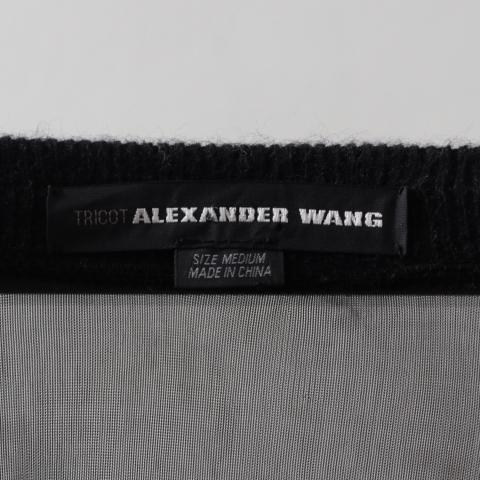 TRICOT ALEXANDER WANG
SIZE MEDIUM
MADE IN CHINA